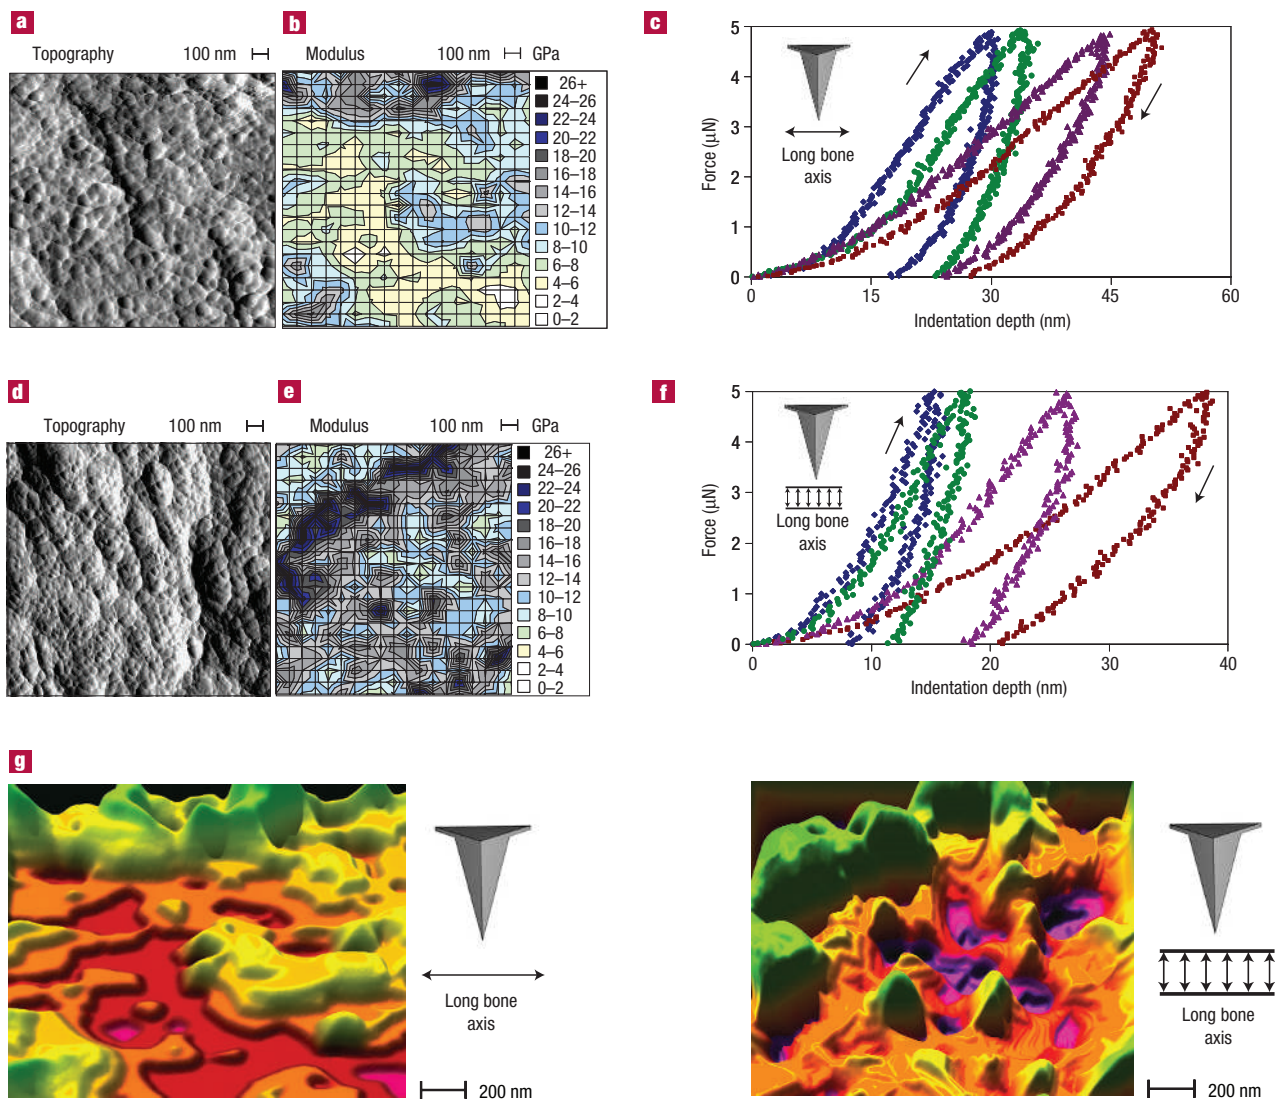 a
Topography 100 nm
b
Modulus 100 nm GPa
26+
24–26
22–24
20–22
18–20
16–18
14–16
12–14
10–12
8–10
6–8
4–6
2–4
0–2
c
5
4
3
2
1
0
Force (μN)
Long bone
axis
0 15 30 45 60
Indentation depth (nm)
d
Topography 100 nm
e
Modulus 100 nm GPa
26+
24–26
22–24
20–22
18–20
16–18
14–16
12–14
10–12
8–10
6–8
4–6
2–4
0–2
f
5
4
3
2
1
0
Force (μN)
Long bone
axis
0 10 20 30 40
Indentation depth (nm)
g
Long bone
axis
200 nm
Long bone
axis
200 nm